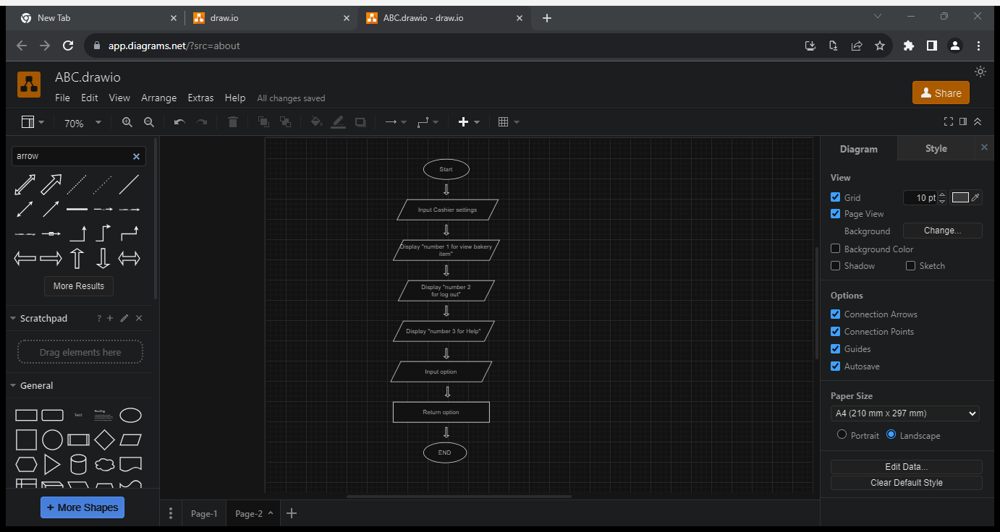 New Tab
draw.io
ABC.drawio - draw.io
app.diagrams.net/?src=about
ABC.drawio
File Edit View Arrange Extras Help All changes saved
Share
70%
arrow
More Results
Scratchpad
?
Drag elements here
General
Text
Heading
+ More Shapes
Start
Input Cashier settings
Display "number 1 for view bakery
item"
Display "number 2
for log out"
Display "number 3 for Help"
Input option
Return option
END
Page-1
Page-2
Diagram
Style
View
Grid
10 pt
Page View
Background
Change...
Background Color
Shadow
Sketch
Options
Connection Arrows
Connection Points
Guides
Autosave
Paper Size
A4 (210 mm x 297 mm)
Portrait
Landscape
Edit Data...
Clear Default Style